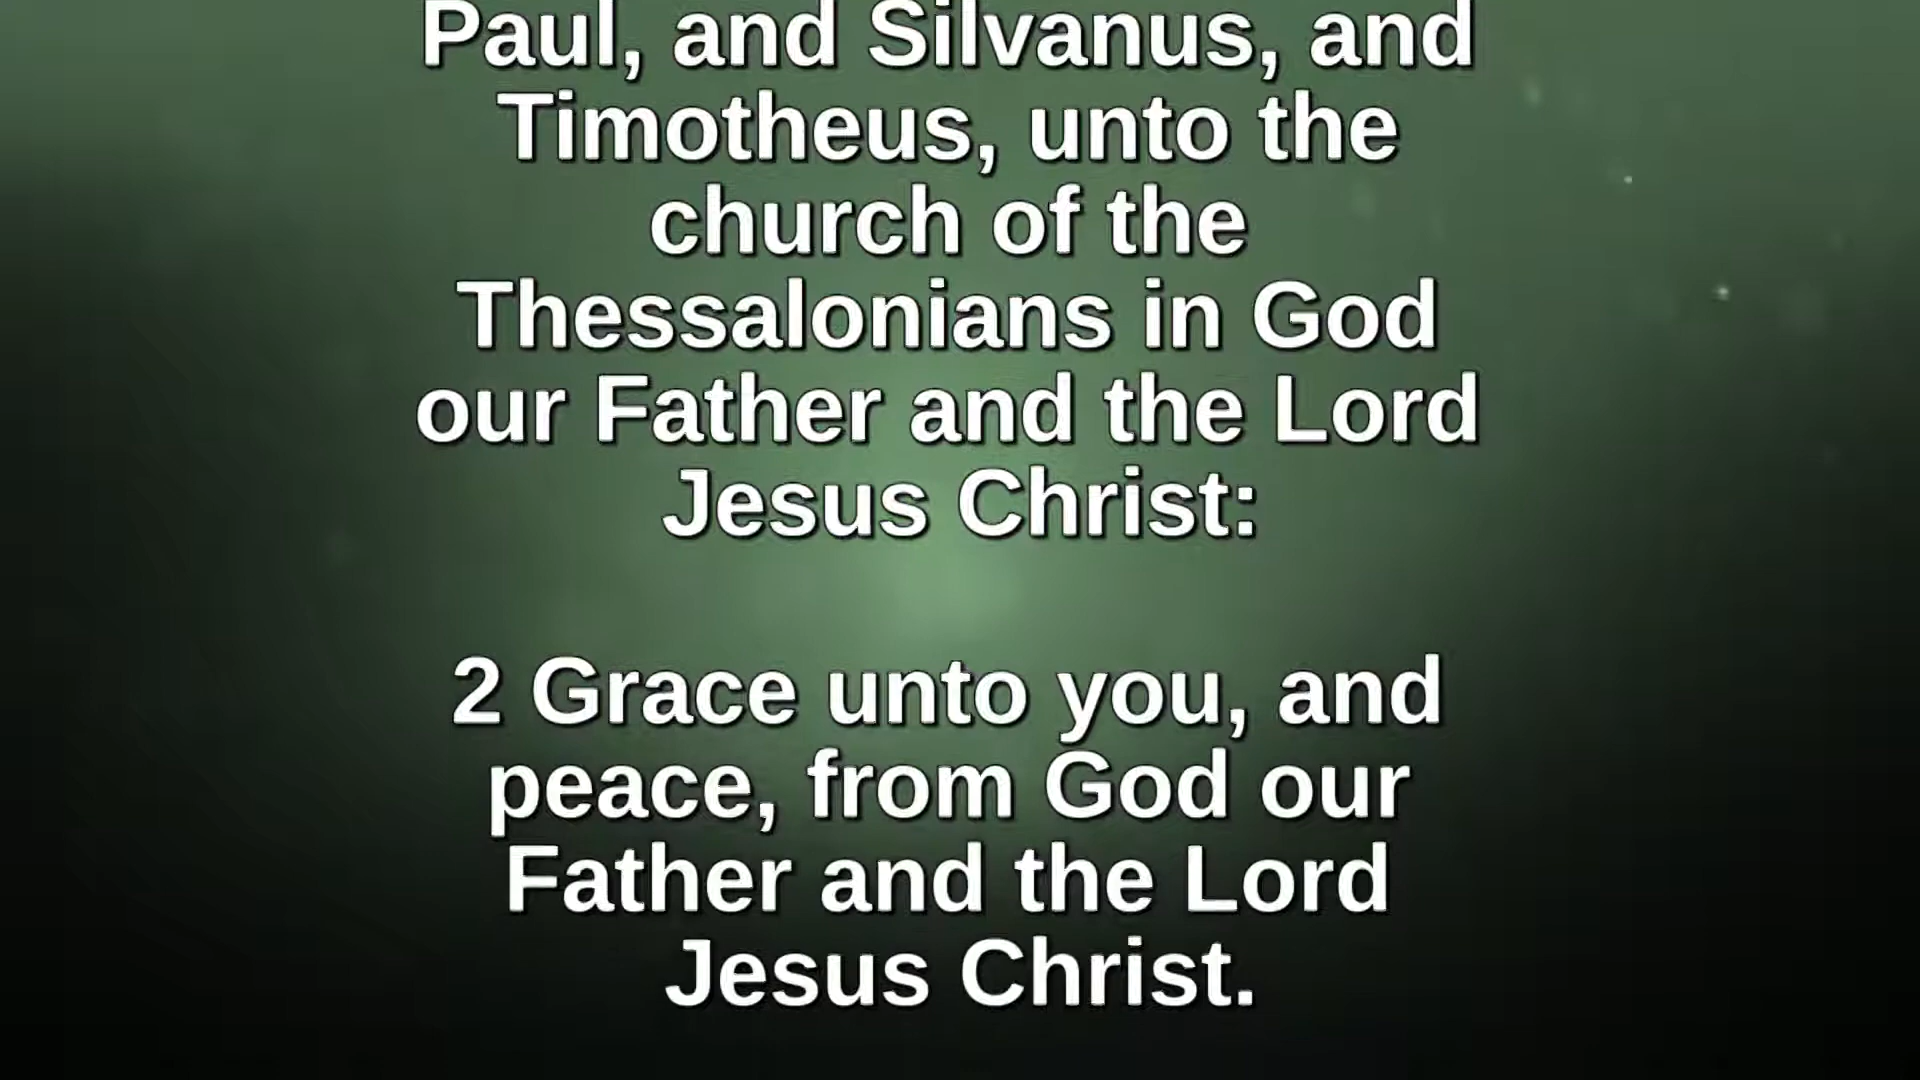 Paul, and Silvanus, and
Timotheus, unto the
church of the
Thessalonians in God
our Father and the Lord
Jesus Christ:
2 Grace unto you, and
peace, from God our
Father and the Lord
Jesus Christ.